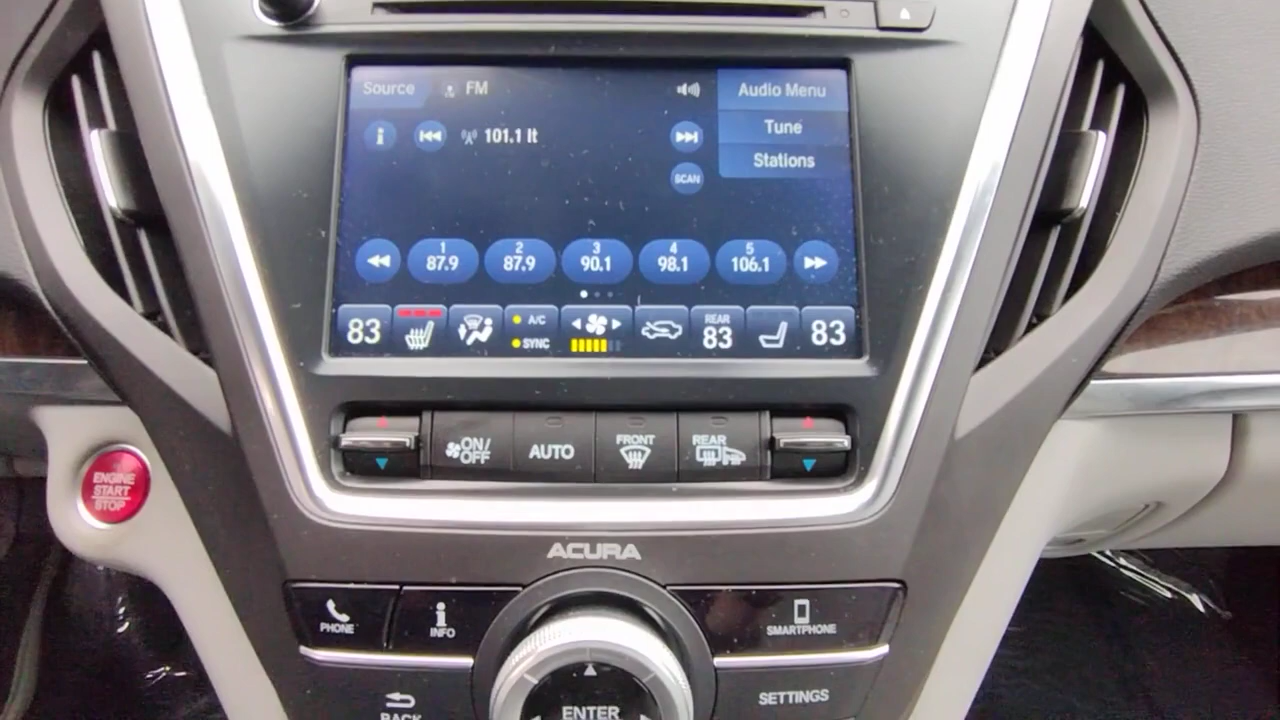 Source
FM
Audio Menu
101.1 lt
Tune
Stations
SCAN
1
87.9
2
87.9
3
90.1
4
98.1
5
106.1
83
A/C
SYNC
REAR
83
83
ON/
OFF
AUTO
FRONT
REAR
ENGINE
START
STOP
ACURA
PHONE
INFO
SMARTPHONE
BACK
ENTER
SETTINGS